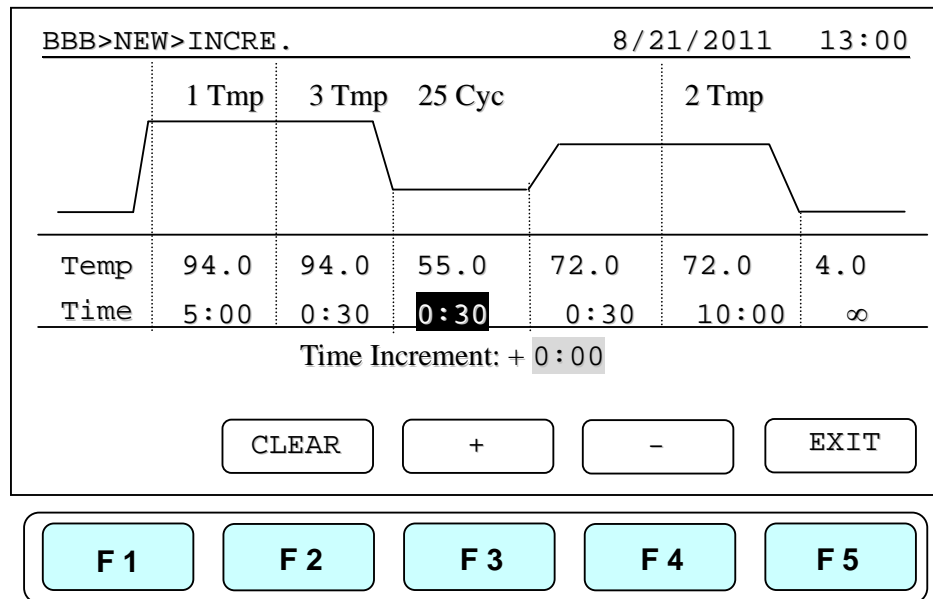 BBB>NEW>INCRE. 8/21/2011 13:00
1 Tmp 3 Tmp 25 Cyc 2 Tmp
Temp 94.0 94.0 55.0 72.0 72.0 4.0
Time 5:00 0:30 0:30 0:30 10:00 ∞
Time Increment: + 0:00
CLEAR + - EXIT
F 1 F 2 F 3 F 4 F 5